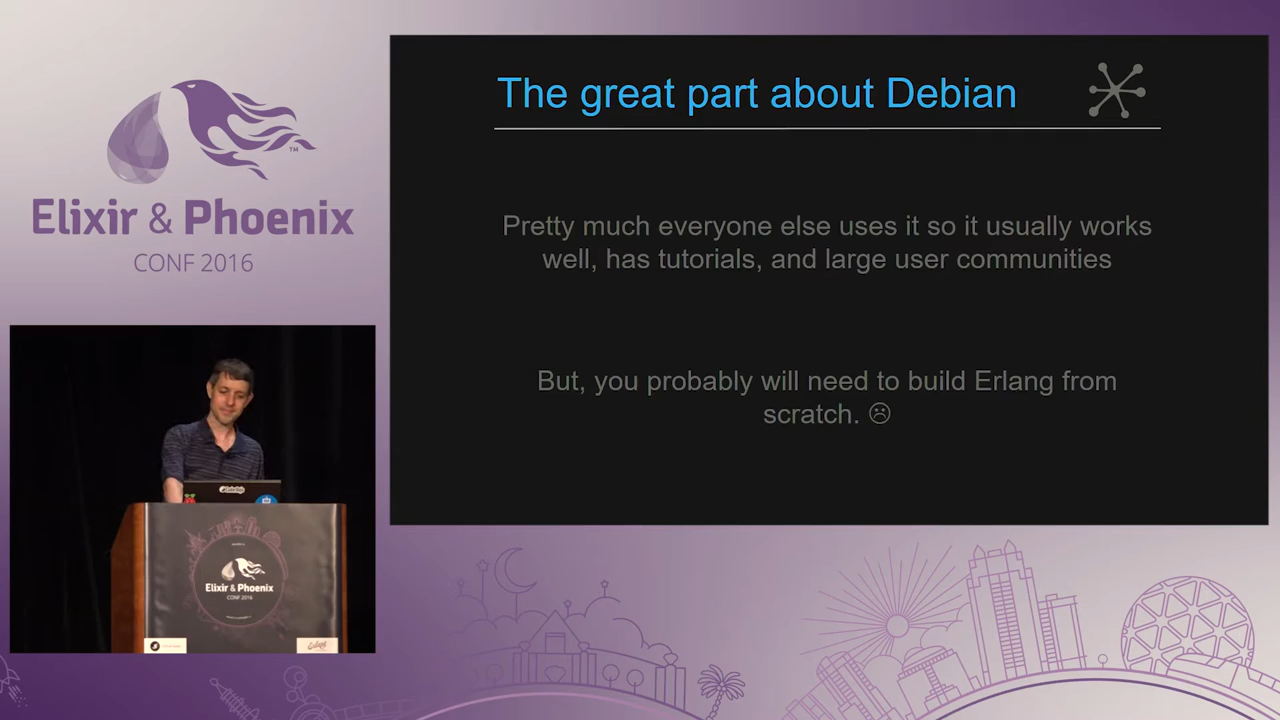 The great part about Debian
Pretty much everyone else uses it so it usually works
well, has tutorials, and large user communities
But, you probably will need to build Erlang from
scratch. ☹
Elixir & Phoenix
TM
CONF 2016
Elixir & Phoenix
CONF 2016